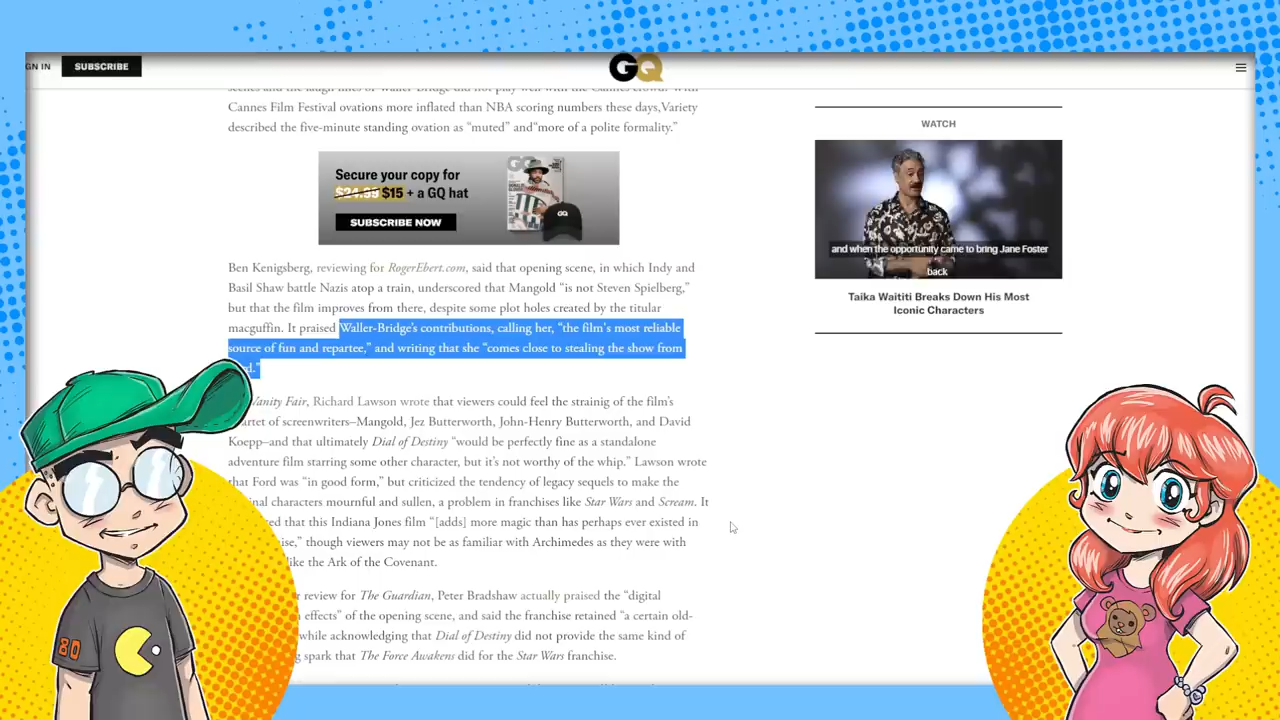 GN IN
SUBSCRIBE
GQ
scenes and the laugh lines of Waller-Bridge did not play well with the Cannes crowd. With
Cannes Film Festival ovations more inflated than NBA scoring numbers these days,Variety
described the five-minute standing ovation as “muted” and“more of a polite formality.”
Secure your copy for
$24.99 $15 + a GQ hat
SUBSCRIBE NOW
GQ
GQ
Ben Kenigsberg, reviewing for RogerEbert.com, said that opening scene, in which Indy and
Basil Shaw battle Nazis atop a train, underscored that Mangold “is not Steven Spielberg,”
but that the film improves from there, despite some plot holes created by the titular
macguffin. It praised Waller-Bridge’s contributions, calling her, “the film’s most reliable
source of fun and repartee,” and writing that she “comes close to stealing the show from
d.”
Vanity Fair, Richard Lawson wrote that viewers could feel the strainig of the film’s
artet of screenwriters—Mangold, Jez Butterworth, John-Henry Butterworth, and David
Koepp—and that ultimately Dial of Destiny “would be perfectly fine as a standalone
adventure film starring some other character, but it’s not worthy of the whip.” Lawson wrote
that Ford was “in good form,” but criticized the tendency of legacy sequels to make the
inal characters mournful and sullen, a problem in franchises like Star Wars and Scream. It
ted that this Indiana Jones film “[adds] more magic than has perhaps ever existed in
ise,” though viewers may not be as familiar with Archimedes as they were with
like the Ark of the Covenant.
r review for The Guardian, Peter Bradshaw actually praised the “digital
effects” of the opening scene, and said the franchise retained “a certain old-
while acknowledging that Dial of Destiny did not provide the same kind of
g spark that The Force Awakens did for the Star Wars franchise.
WATCH
and when the opportunity came to bring Jane Foster
back
Taika Waititi Breaks Down His Most
Iconic Characters
80